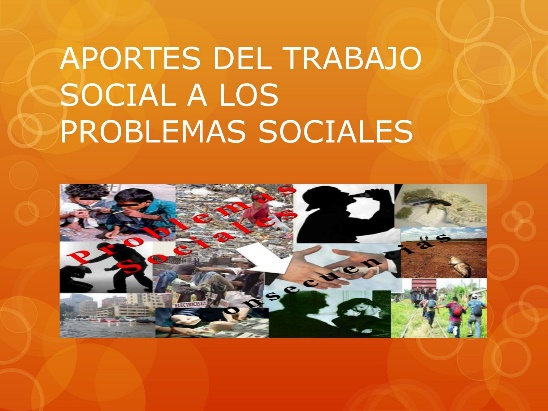 APORTES DEL TRABAJO
SOCIAL A LOS
PROBLEMAS SOCIALES
Problemas
Sociales